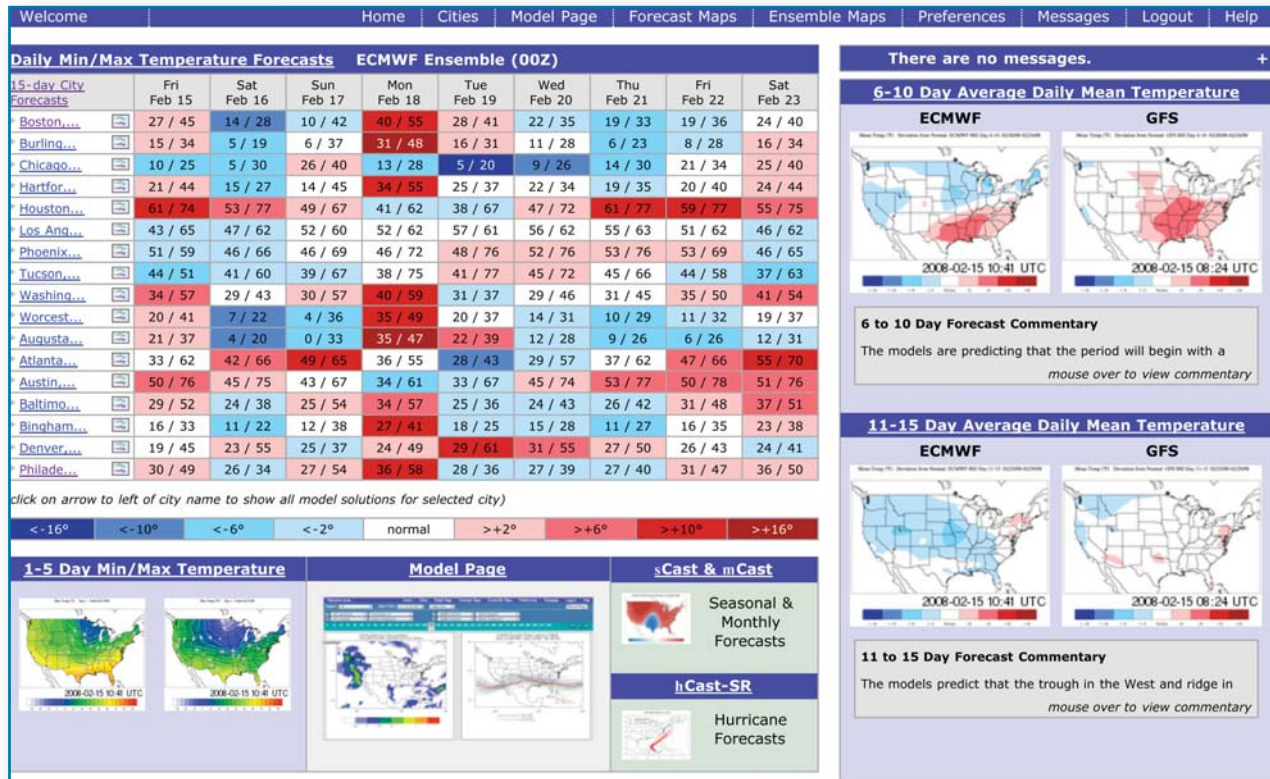 Welcome Home Cities Model Page Forecast Maps Ensemble Maps Preferences Messages Logout Help
Daily Min/Max Temperature Forecasts ECMWF Ensemble (00Z)
15-day City Forecasts Fri Feb 15 Sat Feb 16 Sun Feb 17 Mon Feb 18 Tue Feb 19 Wed Feb 20 Thu Feb 21 Fri Feb 22 Sat Feb 23
Boston,... 27 / 45 14 / 28 10 / 42 40 / 55 28 / 41 22 / 35 19 / 33 19 / 36 24 / 40
Burling... 15 / 34 5 / 19 6 / 37 31 / 48 16 / 31 11 / 28 6 / 23 8 / 28 16 / 34
Chicago... 10 / 25 5 / 30 26 / 40 13 / 28 5 / 20 9 / 26 14 / 30 21 / 34 25 / 40
Hartfor... 21 / 44 15 / 27 14 / 45 34 / 55 25 / 37 22 / 34 19 / 35 20 / 40 24 / 44
Houston... 61 / 74 53 / 77 49 / 67 41 / 62 38 / 67 47 / 72 61 / 77 59 / 77 55 / 75
Los Ang... 43 / 65 47 / 62 52 / 60 52 / 62 57 / 61 56 / 62 55 / 63 51 / 62 46 / 62
Phoenix... 51 / 59 46 / 66 46 / 69 46 / 72 48 / 76 52 / 76 53 / 76 53 / 69 46 / 65
Tucson,... 44 / 51 41 / 60 39 / 67 38 / 75 41 / 77 45 / 72 45 / 66 44 / 58 37 / 63
Washing... 34 / 57 29 / 43 30 / 57 40 / 59 31 / 37 29 / 46 31 / 45 35 / 50 41 / 54
Worcest... 20 / 41 7 / 22 4 / 36 35 / 49 20 / 37 14 / 31 10 / 29 11 / 32 19 / 37
Augusta... 21 / 37 4 / 20 0 / 33 35 / 47 22 / 39 12 / 28 9 / 26 6 / 26 12 / 31
Atlanta... 33 / 62 42 / 66 49 / 65 36 / 55 28 / 43 29 / 57 37 / 62 47 / 66 55 / 70
Austin,... 50 / 76 45 / 75 43 / 67 34 / 61 33 / 67 45 / 74 53 / 77 50 / 78 51 / 76
Baltimo... 29 / 52 24 / 38 25 / 54 34 / 57 25 / 36 24 / 43 26 / 42 31 / 48 37 / 51
Bingham... 16 / 33 11 / 22 12 / 38 27 / 41 18 / 25 15 / 28 11 / 27 16 / 35 23 / 38
Denver,... 19 / 45 23 / 55 25 / 37 24 / 49 29 / 61 31 / 55 27 / 50 26 / 43 24 / 41
Philade... 30 / 49 26 / 34 27 / 54 36 / 58 28 / 36 27 / 39 27 / 40 31 / 47 36 / 50
click on arrow to left of city name to show all model solutions for selected city)
<-16° <-10° <-6° <-2° normal >+2° >+6° >+10° >+16°
1-5 Day Min/Max Temperature
2008-02-15 10:41 UTC 2008-02-15 10:41 UTC
Model Page
sCast & mCast
Seasonal &
Monthly
Forecasts
hCast-SR
Hurricane
Forecasts
There are no messages. +
6-10 Day Average Daily Mean Temperature
ECMWF GFS
2008-02-15 10:41 UTC 2008-02-15 08:24 UTC
6 to 10 Day Forecast Commentary
The models are predicting that the period will begin with a
mouse over to view commentary
11-15 Day Average Daily Mean Temperature
ECMWF GFS
2008-02-15 10:41 UTC 2008-02-15 08:24 UTC
11 to 15 Day Forecast Commentary
The models predict that the trough in the West and ridge in
mouse over to view commentary